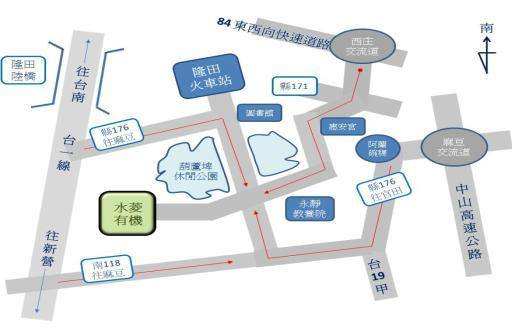 84東西向快速道路
西庄
交流道
南
隆田
陸橋
往台南
隆田
火車站
縣171
圖書館
惠安宮
台一線
縣176
往麻豆
阿蘭
碗粿
麻豆
交流道
葫蘆埤
休閒公園
縣176
往官田
水菱
有機
永靜
教養院
中山高速公路
往新營
南118
往麻豆
台
19
甲